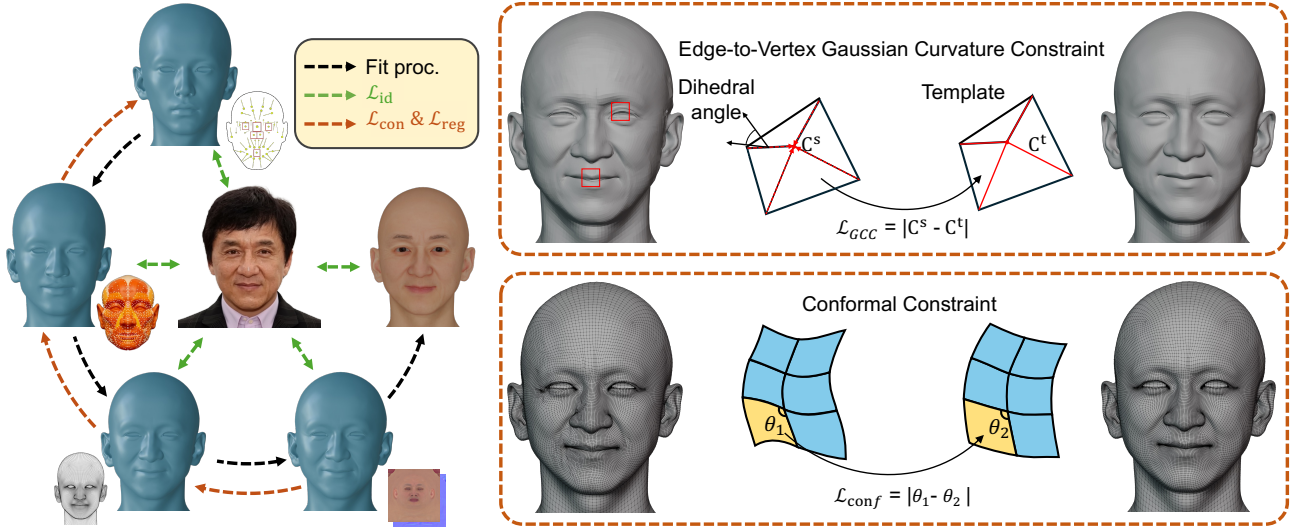 Fit proc.
ℒid
ℒcon & ℒreg
Edge-to-Vertex Gaussian Curvature Constraint
Dihedral
angle
Template
Cˢ
Cᵗ
ℒGCC = |Cˢ - Cᵗ|
Conformal Constraint
θ₁
θ₂
ℒconf = |θ₁- θ₂ |